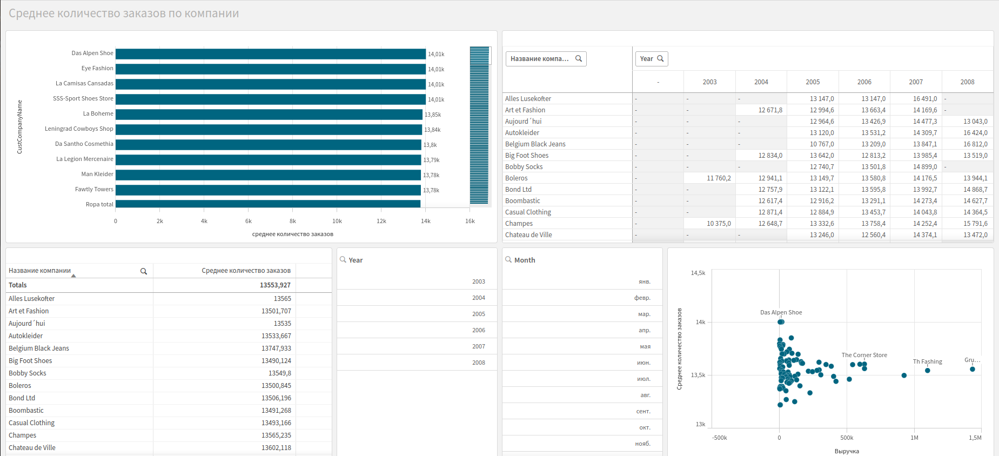 Среднее количество заказов по компании
CustCompanyName
Das Alpen Shoe 14,01k
Eye Fashion 14,01k
La Camisas Cansadas 14,01k
SSS-Sport Shoes Store 14,01k
La Boheme 13,85k
Leningrad Cowboys Shop 13,84k
Da Santho Cosmethia 13,8k
La Legion Mercenaire 13,79k
Man Kleider 13,78k
Fawtly Towers 13,78k
Ropa total
0 2k 4k 6k 8k 10k 12k 14k 16k
среднее количество заказов
Название компа... Year
- 2003 2004 2005 2006 2007 2008
Alles Lusekofter - - - 13 147,0 13 147,0 16 491,0 -
Art et Fashion - - 12 671,8 12 994,6 13 663,4 14 169,6 -
Aujourd´hui - - - 12 964,6 13 426,9 14 477,3 13 043,0
Autokleider - - - 13 120,0 13 531,2 14 309,7 16 424,0
Belgium Black Jeans - - - 10 767,0 13 209,0 13 847,1 16 812,0
Big Foot Shoes - - 12 834,0 13 642,0 12 813,2 13 985,4 13 519,0
Bobby Socks - - - 12 740,7 13 501,8 14 899,0 -
Boleros - 11 760,2 12 941,1 13 149,7 13 580,8 14 176,5 13 944,1
Bond Ltd - - 12 757,9 13 122,1 13 595,8 13 992,7 14 868,7
Boombastic - - 12 617,4 12 916,2 13 291,1 14 273,4 14 627,7
Casual Clothing - - 12 871,4 12 884,9 13 453,7 14 043,8 14 364,5
Champes - 10 375,0 12 648,7 13 332,6 13 758,4 14 252,4 15 791,6
Chateau de Ville - - - 13 246,0 12 560,4 14 374,1 13 472,0
Название компании Среднее количество заказов
Totals 13553,927
Alles Lusekofter 13565
Art et Fashion 13501,707
Aujourd´hui 13535
Autokleider 13533,667
Belgium Black Jeans 13747,933
Big Foot Shoes 13490,124
Bobby Socks 13549,8
Boleros 13500,845
Bond Ltd 13506,196
Boombastic 13491,268
Casual Clothing 13493,166
Champes 13565,235
Chateau de Ville 13602,118
Year
2003
2004
2005
2006
2007
2008
Month
янв.
февр.
мар.
апр.
мая
июн.
июл.
авг.
сент.
окт.
нояб.
Среднее количество заказов
14,5k
14k
13,5k
13k
Das Alpen Shoe
The Corner Store
Th Fashing
Gru...
-500k 0 500k 1M 1,5M
Выручка